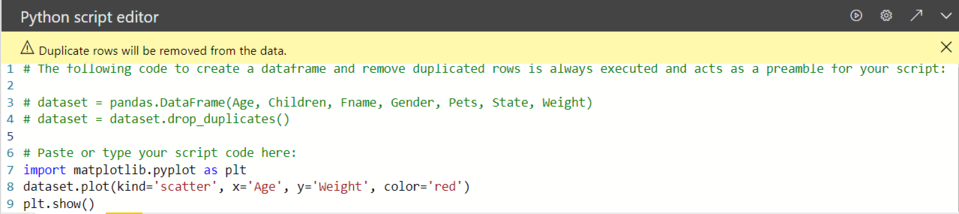 Python script editor
Duplicate rows will be removed from the data.
1 # The following code to create a dataframe and remove duplicated rows is always executed and acts as a preamble for your script:
2
3 # dataset = pandas.DataFrame(Age, Children, Fname, Gender, Pets, State, Weight)
4 # dataset = dataset.drop_duplicates()
5
6 # Paste or type your script code here:
7 import matplotlib.pyplot as plt
8 dataset.plot(kind='scatter', x='Age', y='Weight', color='red')
9 plt.show()